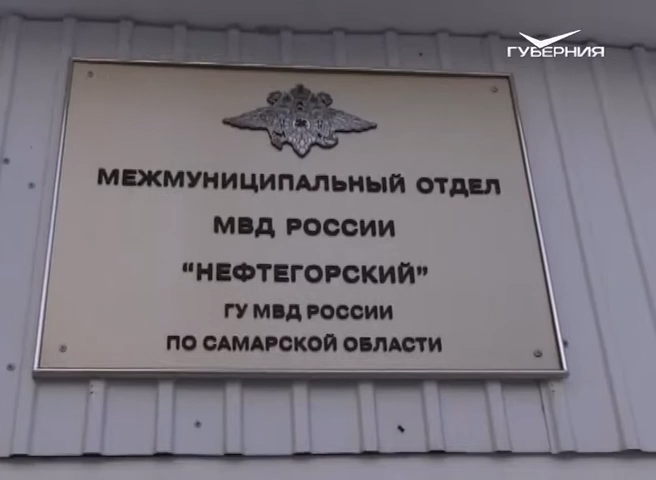 ГУБЕРНИЯ
МЕЖМУНИЦИПАЛЬНЫЙ ОТДЕЛ
МВД РОССИИ
“НЕФТЕГОРСКИЙ”
ГУ МВД РОССИИ
ПО САМАРСКОЙ ОБЛАСТИ